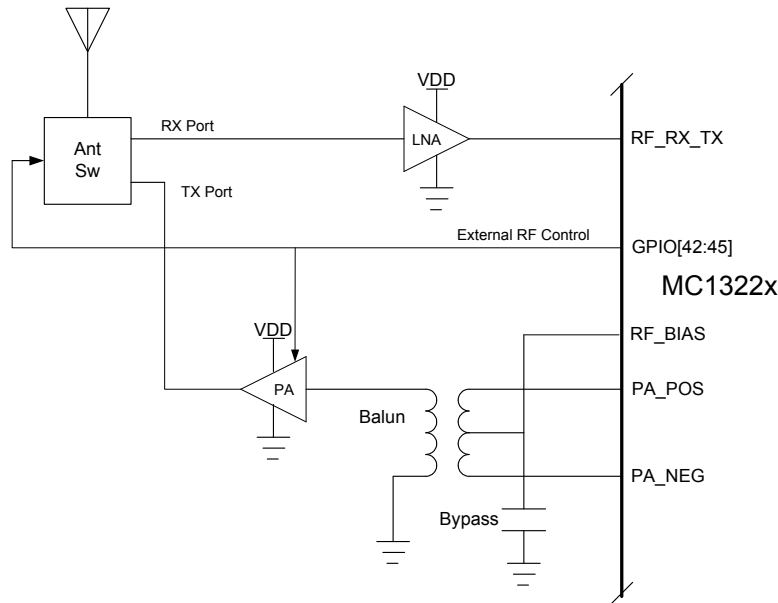 VDD
RX Port
LNA
RF_RX_TX
Ant
Sw
TX Port
External RF Control
GPIO[42:45]
MC1322x
VDD
RF_BIAS
PA
PA_POS
Balun
PA_NEG
Bypass